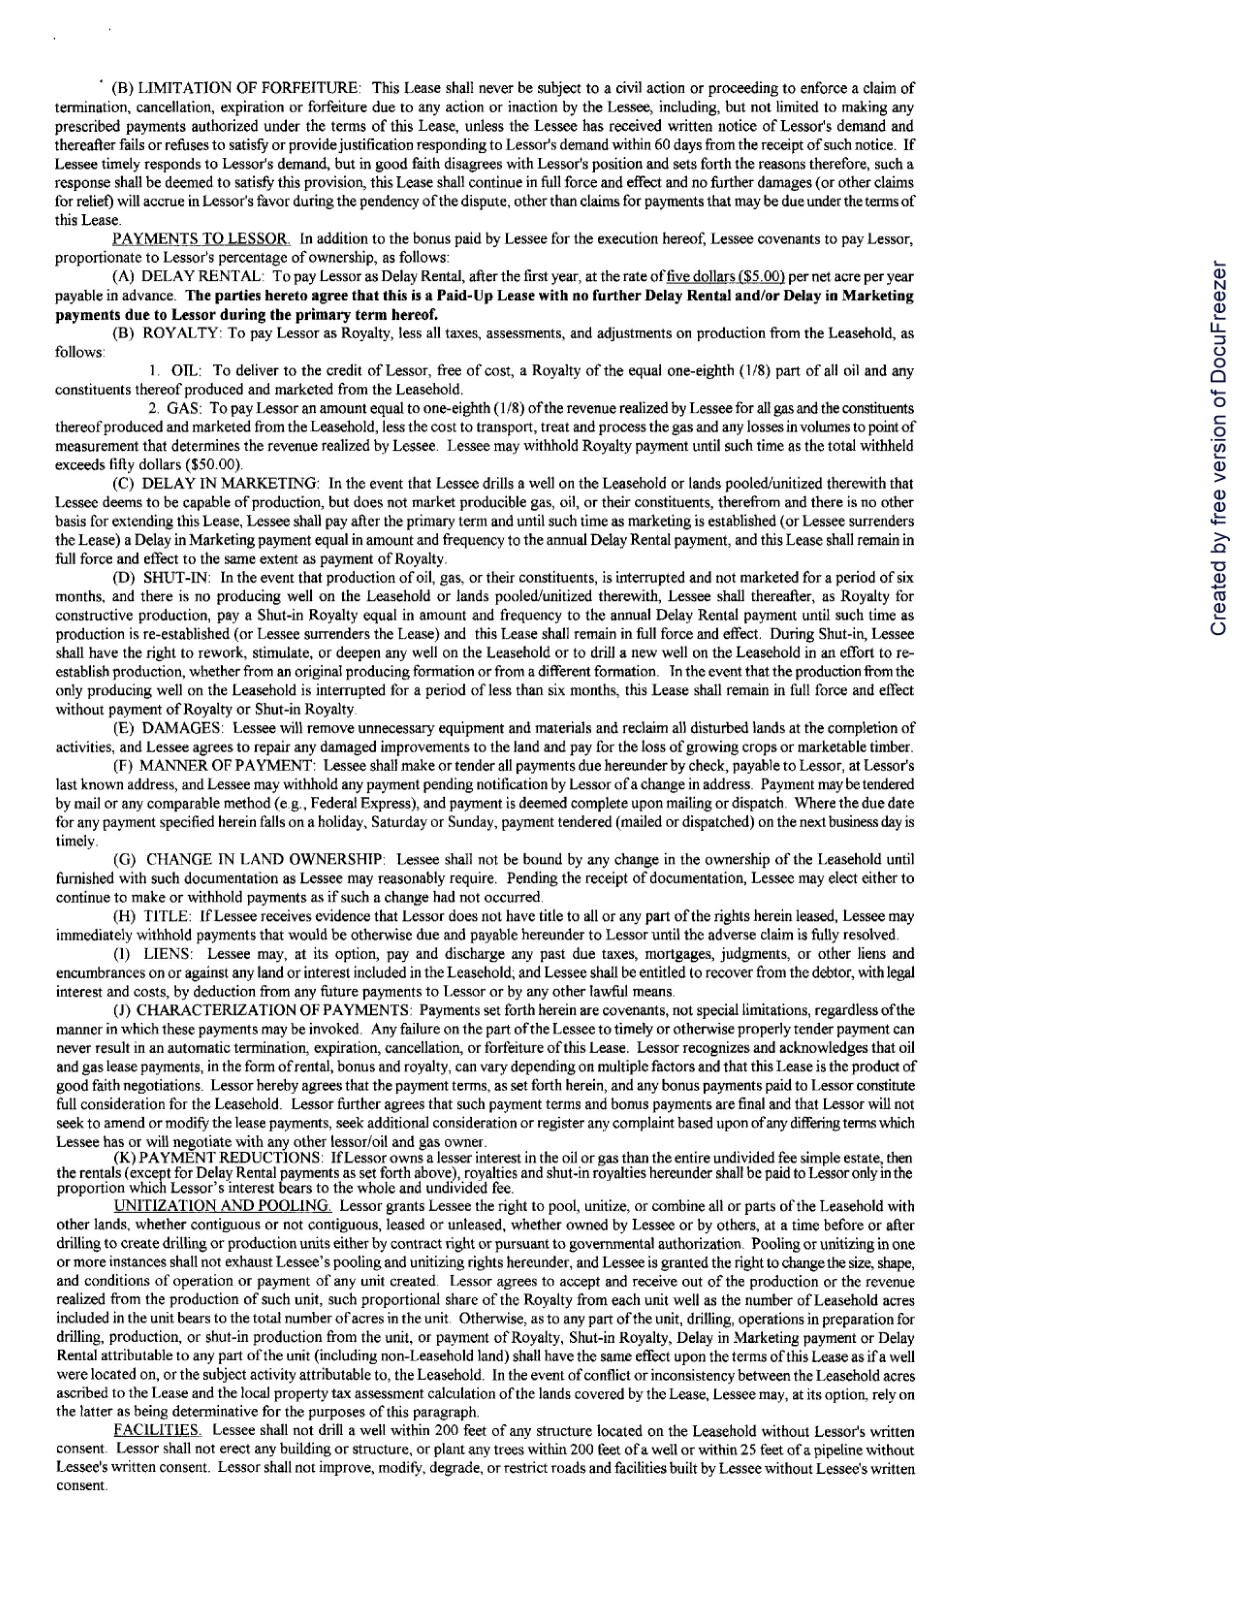 (B) LIMITATION OF FORFEITURE: This Lease shall never be subject to a civil action or proceeding to enforce a claim of
termination, cancellation, expiration or forfeiture due to any action or inaction by the Lessee, including, but not limited to making any
prescribed payments authorized under the terms of this Lease, unless the Lessee has received written notice of Lessor's demand and
thereafter fails or refuses to satisfy or provide justification responding to Lessor's demand within 60 days from the receipt of such notice. If
Lessee timely responds to Lessor's demand, but in good faith disagrees with Lessor's position and sets forth the reasons therefore, such a
response shall be deemed to satisfy this provision, this Lease shall continue in full force and effect and no further damages (or other claims
for relief) will accrue in Lessor's favor during the pendency of the dispute, other than claims for payments that may be due under the terms of
this Lease.
PAYMENTS TO LESSOR. In addition to the bonus paid by Lessee for the execution hereof, Lessee covenants to pay Lessor,
proportionate to Lessor's percentage of ownership, as follows:
(A) DELAY RENTAL: To pay Lessor as Delay Rental, after the first year, at the rate of five dollars ($5.00) per net acre per year
payable in advance. The parties hereto agree that this is a Paid-Up Lease with no further Delay Rental and/or Delay in Marketing
payments due to Lessor during the primary term hereof.
(B) ROYALTY: To pay Lessor as Royalty, less all taxes, assessments, and adjustments on production from the Leasehold, as
follows:
1. OIL: To deliver to the credit of Lessor, free of cost, a Royalty of the equal one-eighth (1/8) part of all oil and any
constituents thereof produced and marketed from the Leasehold.
2. GAS: To pay Lessor an amount equal to one-eighth (1/8) of the revenue realized by Lessee for all gas and the constituents
thereof produced and marketed from the Leasehold, less the cost to transport, treat and process the gas and any losses in volumes to point of
measurement that determines the revenue realized by Lessee. Lessee may withhold Royalty payment until such time as the total withheld
exceeds fifty dollars ($50.00).
(C) DELAY IN MARKETING: In the event that Lessee drills a well on the Leasehold or lands pooled/unitized therewith that
Lessee deems to be capable of production, but does not market producible gas, oil, or their constituents, therefrom and there is no other
basis for extending this Lease, Lessee shall pay after the primary term and until such time as marketing is established (or Lessee surrenders
the Lease) a Delay in Marketing payment equal in amount and frequency to the annual Delay Rental payment, and this Lease shall remain in
full force and effect to the same extent as payment of Royalty.
(D) SHUT-IN: In the event that production of oil, gas, or their constituents, is interrupted and not marketed for a period of six
months, and there is no producing well on the Leasehold or lands pooled/unitized therewith, Lessee shall thereafter, as Royalty for
constructive production, pay a Shut-in Royalty equal in amount and frequency to the annual Delay Rental payment until such time as
production is re-established (or Lessee surrenders the Lease) and this Lease shall remain in full force and effect. During Shut-in, Lessee
shall have the right to rework, stimulate, or deepen any well on the Leasehold or to drill a new well on the Leasehold in an effort to re-
establish production, whether from an original producing formation or from a different formation. In the event that the production from the
only producing well on the Leasehold is interrupted for a period of less than six months, this Lease shall remain in full force and effect
without payment of Royalty or Shut-in Royalty.
(E) DAMAGES: Lessee will remove unnecessary equipment and materials and reclaim all disturbed lands at the completion of
activities, and Lessee agrees to repair any damaged improvements to the land and pay for the loss of growing crops or marketable timber.
(F) MANNER OF PAYMENT: Lessee shall make or tender all payments due hereunder by check, payable to Lessor, at Lessor's
last known address, and Lessee may withhold any payment pending notification by Lessor of a change in address. Payment may be tendered
by mail or any comparable method (e.g., Federal Express), and payment is deemed complete upon mailing or dispatch. Where the due date
for any payment specified herein falls on a holiday, Saturday or Sunday, payment tendered (mailed or dispatched) on the next business day is
timely.
(G) CHANGE IN LAND OWNERSHIP: Lessee shall not be bound by any change in the ownership of the Leasehold until
furnished with such documentation as Lessee may reasonably require. Pending the receipt of documentation, Lessee may elect either to
continue to make or withhold payments as if such a change had not occurred.
(H) TITLE: If Lessee receives evidence that Lessor does not have title to all or any part of the rights herein leased, Lessee may
immediately withhold payments that would be otherwise due and payable hereunder to Lessor until the adverse claim is fully resolved.
(I) LIENS: Lessee may, at its option, pay and discharge any past due taxes, mortgages, judgments, or other liens and
encumbrances on or against any land or interest included in the Leasehold; and Lessee shall be entitled to recover from the debtor, with legal
interest and costs, by deduction from any future payments to Lessor or by any other lawful means.
(J) CHARACTERIZATION OF PAYMENTS: Payments set forth herein are covenants, not special limitations, regardless of the
manner in which these payments may be invoked. Any failure on the part of the Lessee to timely or otherwise properly tender payment can
never result in an automatic termination, expiration, cancellation, or forfeiture of this Lease. Lessor recognizes and acknowledges that oil
and gas lease payments, in the form of rental, bonus and royalty, can vary depending on multiple factors and that this Lease is the product of
good faith negotiations. Lessor hereby agrees that the payment terms, as set forth herein, and any bonus payments paid to Lessor constitute
full consideration for the Leasehold. Lessor further agrees that such payment terms and bonus payments are final and that Lessor will not
seek to amend or modify the lease payments, seek additional consideration or register any complaint based upon of any differing terms which
Lessee has or will negotiate with any other lessor/oil and gas owner.
(K) PAYMENT REDUCTIONS: If Lessor owns a lesser interest in the oil or gas than the entire undivided fee simple estate, then
the rentals (except for Delay Rental payments as set forth above), royalties and shut-in royalties hereunder shall be paid to Lessor only in the
proportion which Lessor's interest bears to the whole and undivided fee.
UNITIZATION AND POOLING. Lessor grants Lessee the right to pool, unitize, or combine all or parts of the Leasehold with
other lands, whether contiguous or not contiguous, leased or unleased, whether owned by Lessee or by others, at a time before or after
drilling to create drilling or production units either by contract right or pursuant to governmental authorization. Pooling or unitizing in one
or more instances shall not exhaust Lessee's pooling and unitizing rights hereunder, and Lessee is granted the right to change the size, shape,
and conditions of operation or payment of any unit created. Lessor agrees to accept and receive out of the production or the revenue
realized from the production of such unit, such proportional share of the Royalty from each unit well as the number of Leasehold acres
included in the unit bears to the total number of acres in the unit. Otherwise, as to any part of the unit, drilling, operations in preparation for
drilling, production, or shut-in production from the unit, or payment of Royalty, Shut-in Royalty, Delay in Marketing payment or Delay
Rental attributable to any part of the unit (including non-Leasehold land) shall have the same effect upon the terms of this Lease as if a well
were located on, or the subject activity attributable to, the Leasehold. In the event of conflict or inconsistency between the Leasehold acres
ascribed to the Lease and the local property tax assessment calculation of the lands covered by the Lease, Lessee may, at its option, rely on
the latter as being determinative for the purposes of this paragraph.
FACILITIES. Lessee shall not drill a well within 200 feet of any structure located on the Leasehold without Lessor's written
consent. Lessor shall not erect any building or structure, or plant any trees within 200 feet of a well or within 25 feet of a pipeline without
Lessee's written consent. Lessor shall not improve, modify, degrade, or restrict roads and facilities built by Lessee without Lessee's written
consent.
Created by free version of DocuFreezer